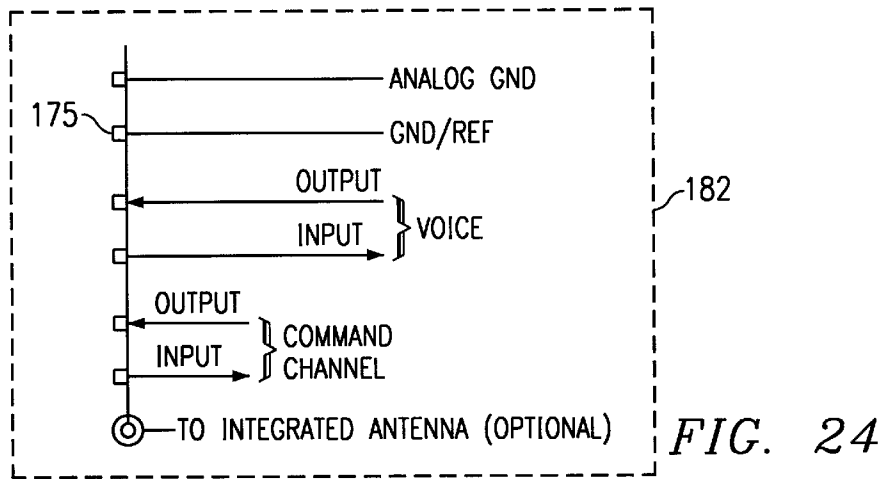 ANALOG GND
175
GND/REF
OUTPUT
182
VOICE
INPUT
OUTPUT
COMMAND
CHANNEL
INPUT
TO INTEGRATED ANTENNA (OPTIONAL)
FIG. 24